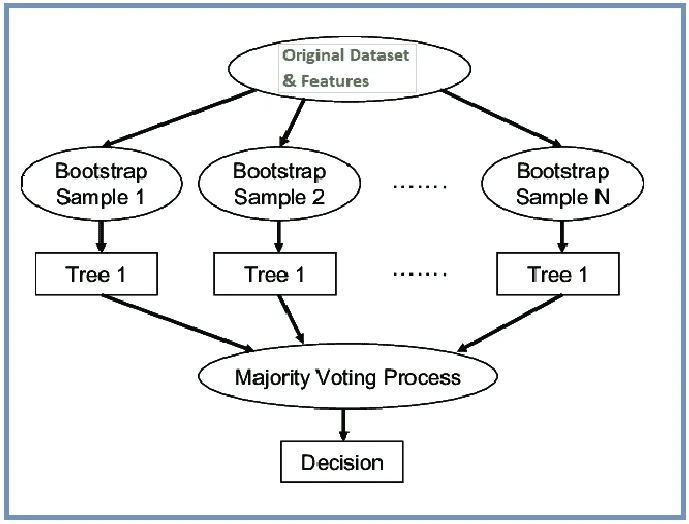 Original Dataset
& Features
Bootstrap
Sample 1
Bootstrap
Sample 2
.......
Bootstrap
Sample N
Tree 1
Tree 1
.......
Tree 1
Majority Voting Process
Decision